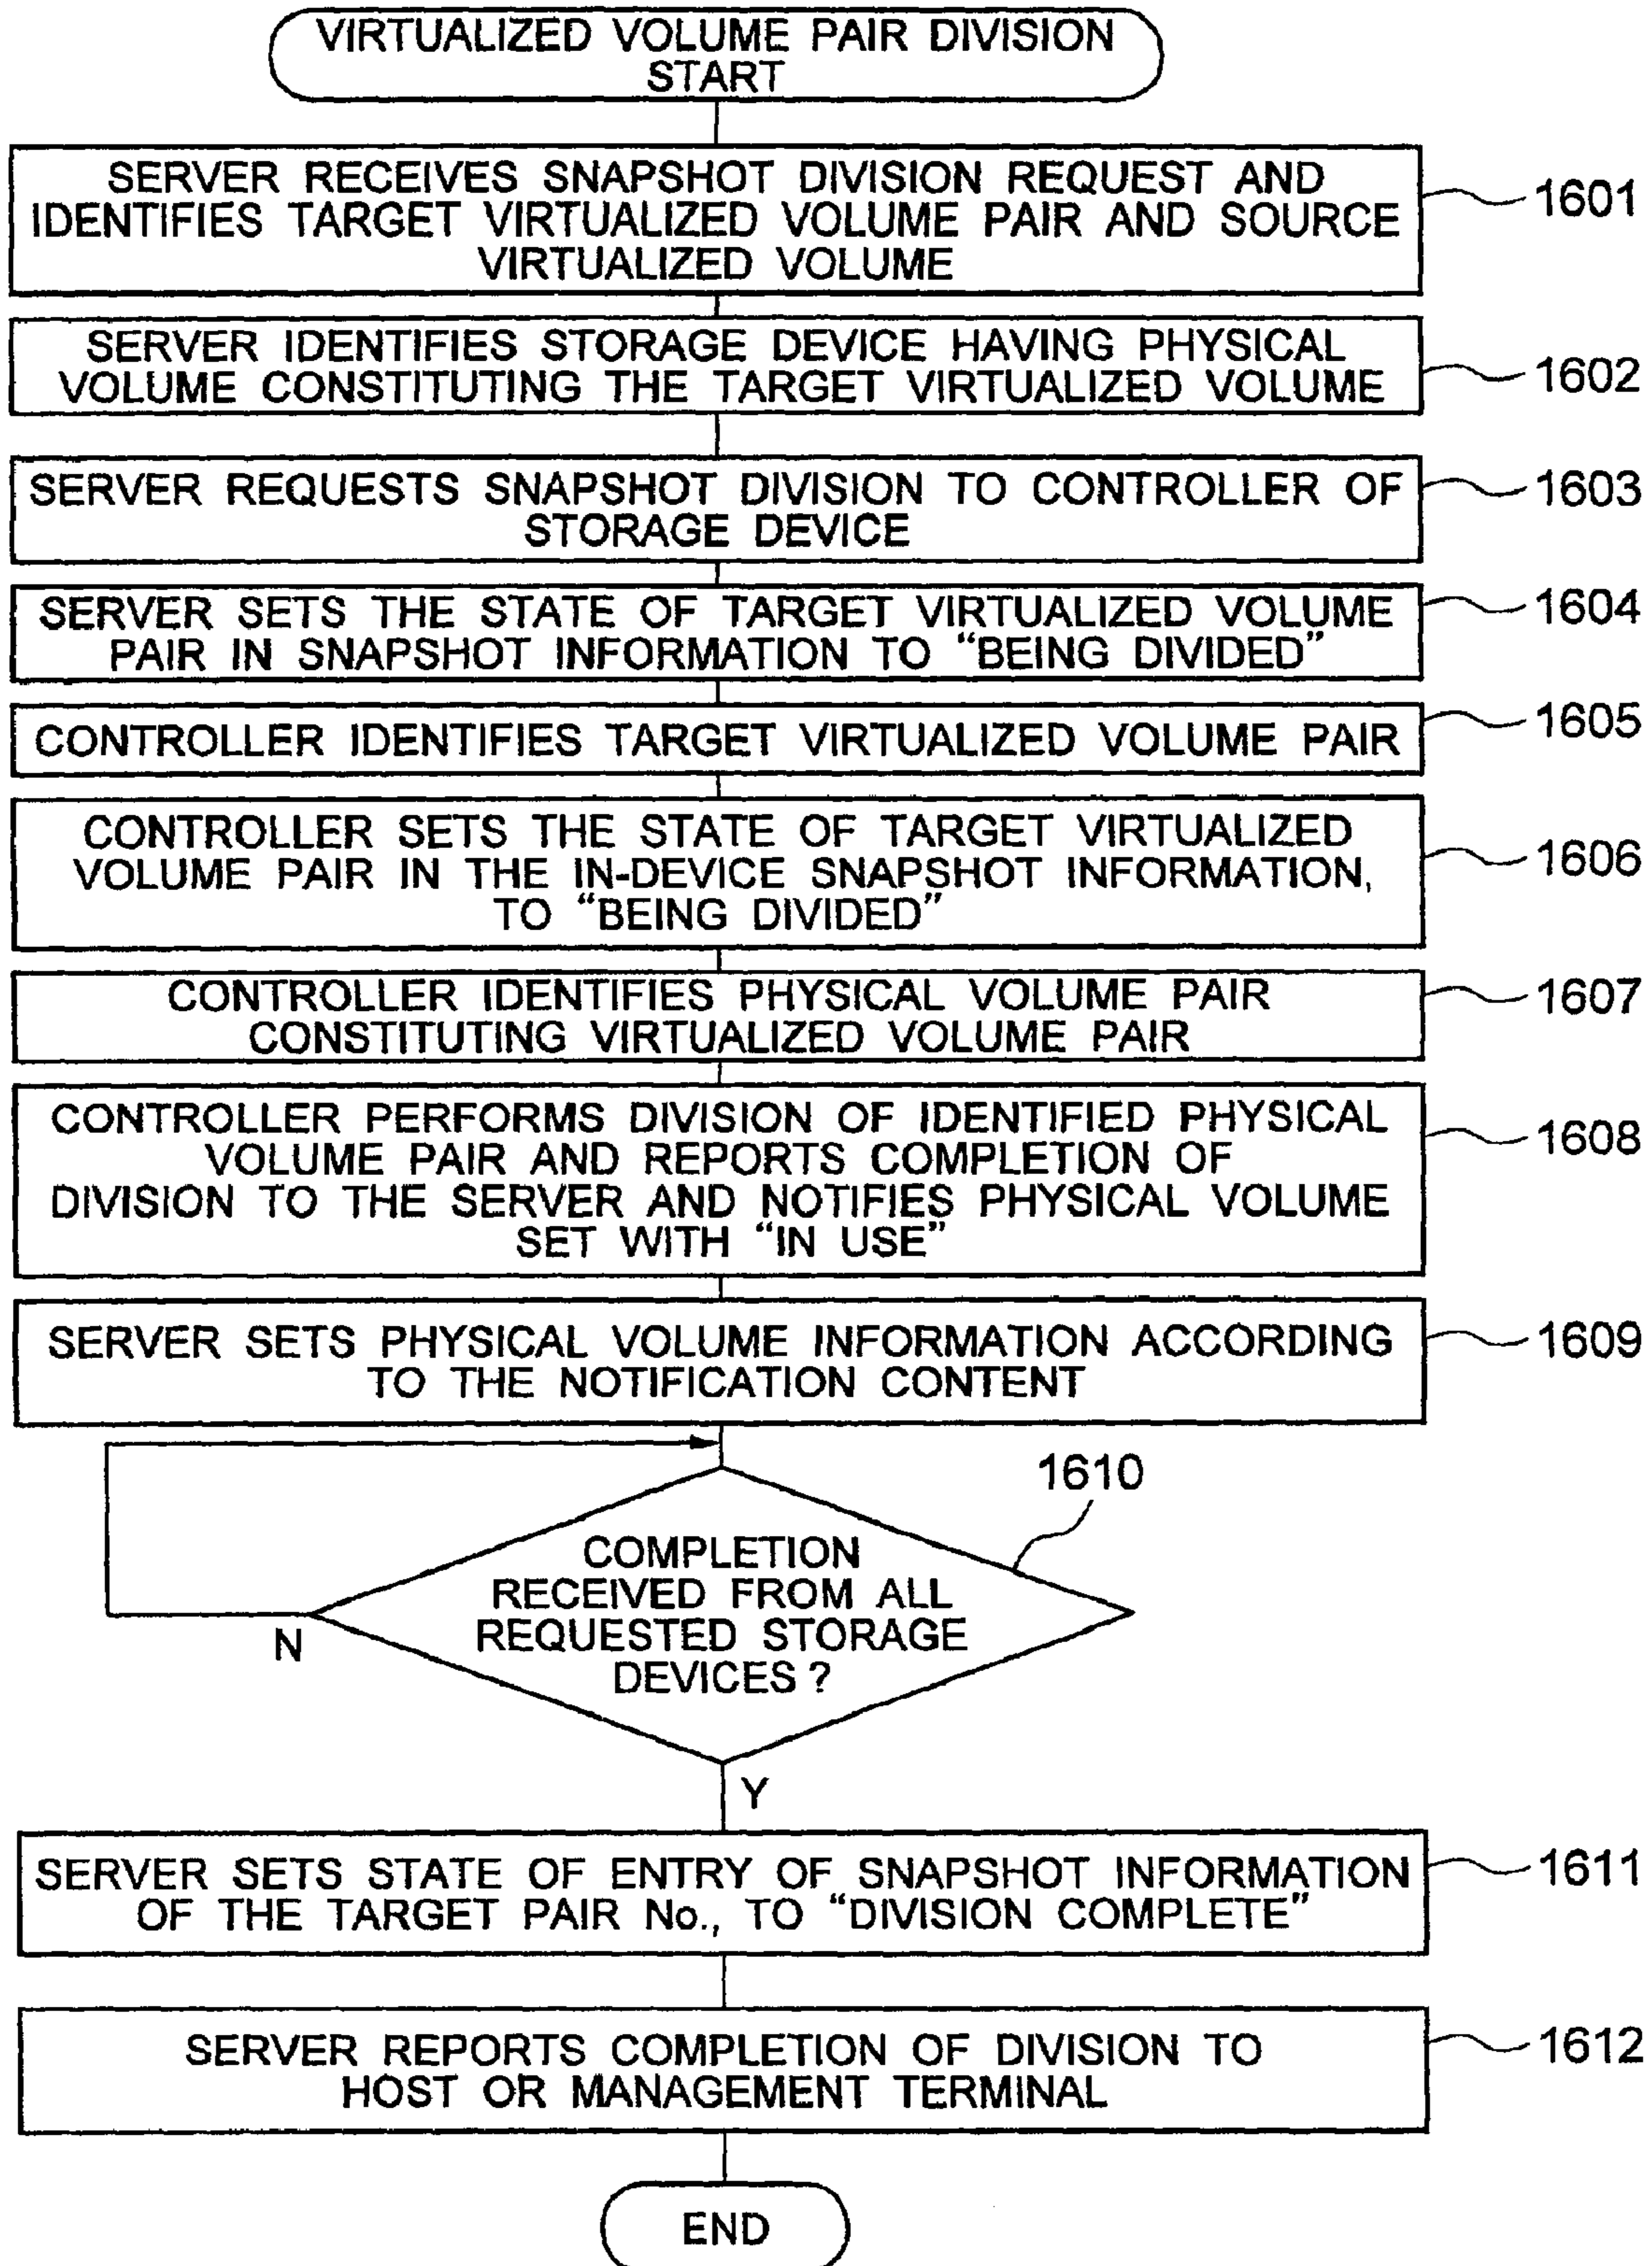 VIRTUALIZED VOLUME PAIR DIVISION
START
SERVER RECEIVES SNAPSHOT DIVISION REQUEST AND
IDENTIFIES TARGET VIRTUALIZED VOLUME PAIR AND SOURCE
VIRTUALIZED VOLUME
1601
SERVER IDENTIFIES STORAGE DEVICE HAVING PHYSICAL
VOLUME CONSTITUTING THE TARGET VIRTUALIZED VOLUME
1602
SERVER REQUESTS SNAPSHOT DIVISION TO CONTROLLER OF
STORAGE DEVICE
1603
SERVER SETS THE STATE OF TARGET VIRTUALIZED VOLUME
PAIR IN SNAPSHOT INFORMATION TO “BEING DIVIDED”
1604
CONTROLLER IDENTIFIES TARGET VIRTUALIZED VOLUME PAIR
1605
CONTROLLER SETS THE STATE OF TARGET VIRTUALIZED
VOLUME PAIR IN THE IN-DEVICE SNAPSHOT INFORMATION,
TO “BEING DIVIDED”
1606
CONTROLLER IDENTIFIES PHYSICAL VOLUME PAIR
CONSTITUTING VIRTUALIZED VOLUME PAIR
1607
CONTROLLER PERFORMS DIVISION OF IDENTIFIED PHYSICAL
VOLUME PAIR AND REPORTS COMPLETION OF
DIVISION TO THE SERVER AND NOTIFIES PHYSICAL VOLUME
SET WITH “IN USE”
1608
SERVER SETS PHYSICAL VOLUME INFORMATION ACCORDING
TO THE NOTIFICATION CONTENT
1609
1610
COMPLETION
RECEIVED FROM ALL
REQUESTED STORAGE
DEVICES ?
N
Y
SERVER SETS STATE OF ENTRY OF SNAPSHOT INFORMATION
OF THE TARGET PAIR No., TO “DIVISION COMPLETE”
1611
SERVER REPORTS COMPLETION OF DIVISION TO
HOST OR MANAGEMENT TERMINAL
1612
END